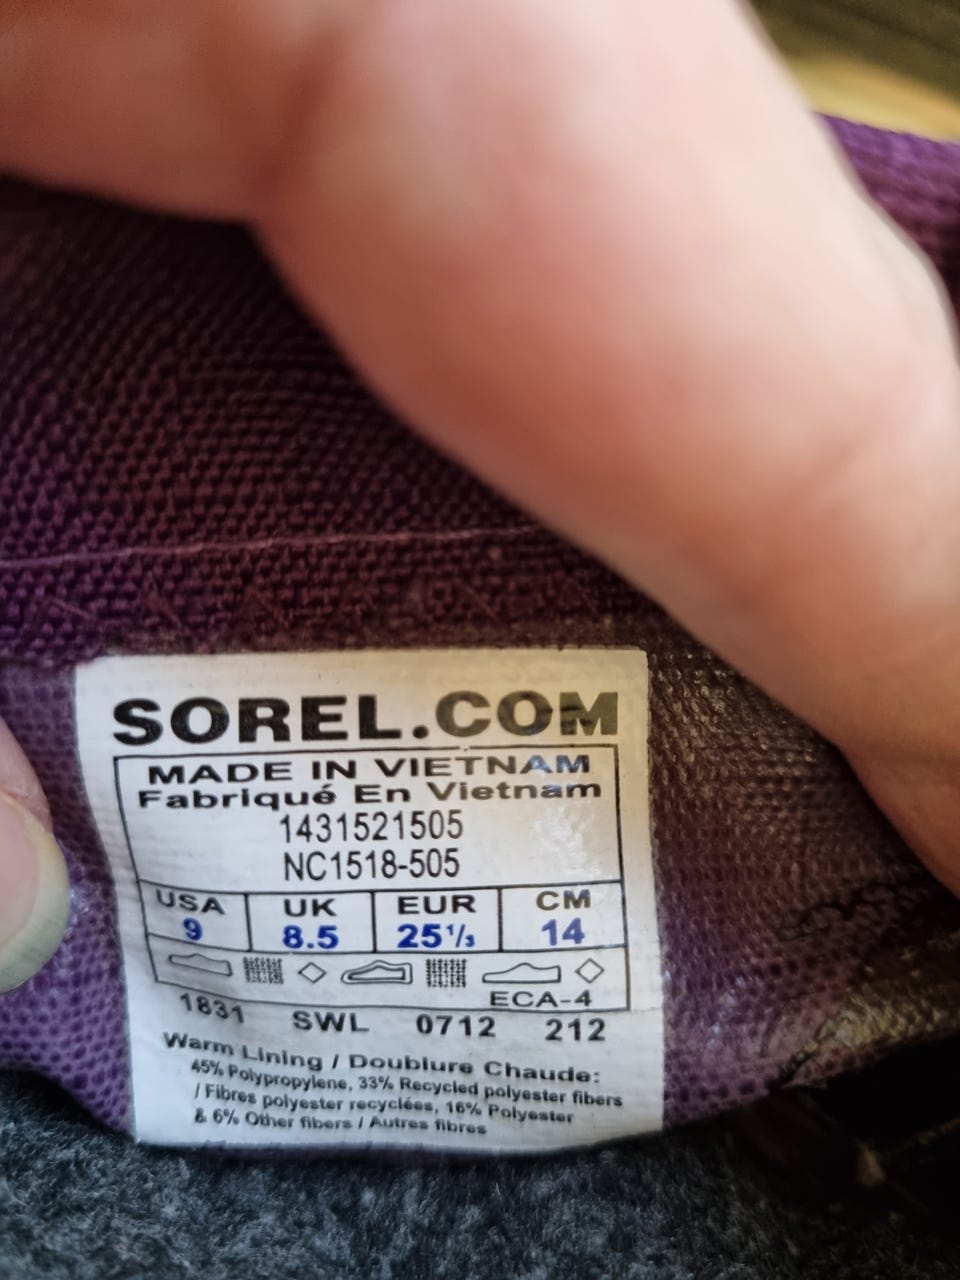 SOREL.COM
MADE IN VIETNAM
Fabriqué En Vietnam
1431521505
NC1518-505
USA UK EUR CM
9 8.5 25 1/3 14
ECA-4
1831 SWL 0712 212
Warm Lining / Doublure Chaude:
45% Polypropylene, 33% Recycled polyester fibers
/ Fibres polyester recyclées, 16% Polyester
& 6% Other fibers / Autres fibres